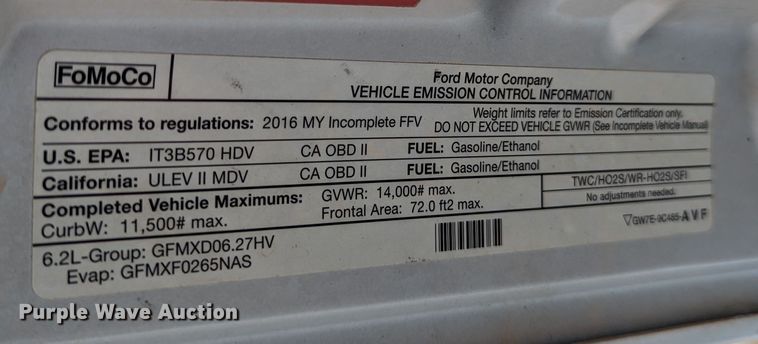 FoMoCo
Ford Motor Company
VEHICLE EMISSION CONTROL INFORMATION
Conforms to regulations: 2016 MY Incomplete FFV
Weight limits refer to Emission Certification only.
DO NOT EXCEED VEHICLE GVWR (See Incomplete Vehicle Manual)
U.S. EPA: IT3B570 HDV CA OBD II FUEL: Gasoline/Ethanol
California: ULEV II MDV CA OBD II FUEL: Gasoline/Ethanol
Completed Vehicle Maximums: GVWR: 14,000# max.
CurbW: 11,500# max. Frontal Area: 72.0 ft2 max.
TWC/HO2S/WR-HO2S/SFI
No adjustments needed.
6.2L-Group: GFMXD06.27HV
Evap: GFMXF0265NAS
GW7E-9C485-AVF
Purple Wave Auction